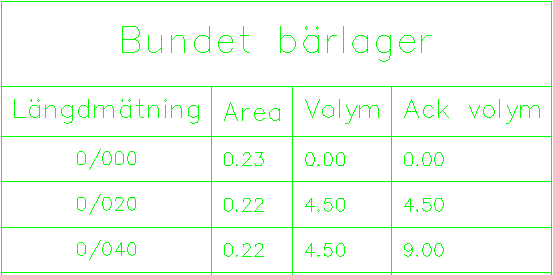 Bundet bärlager
Längdmätning Area Volym Ack volym
0/000 0.23 0.00 0.00
0/020 0.22 4.50 4.50
0/040 0.22 4.50 9.00